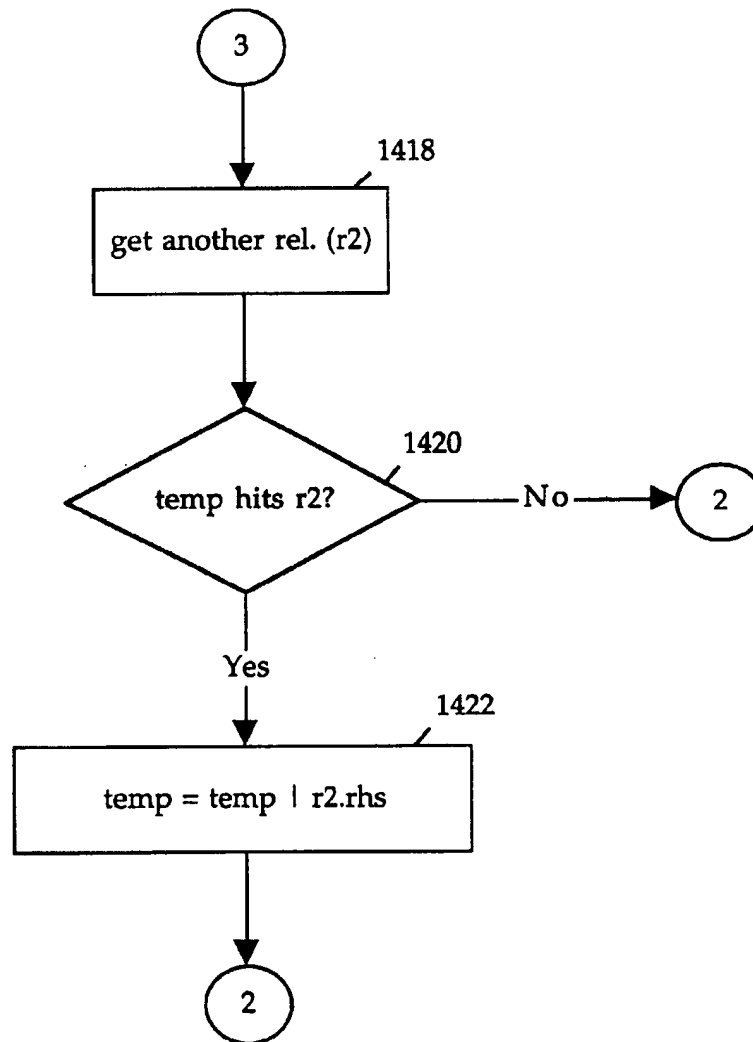 3
1418
get another rel. (r2)
1420
temp hits r2?
No
2
Yes
1422
temp = temp | r2.rhs
2